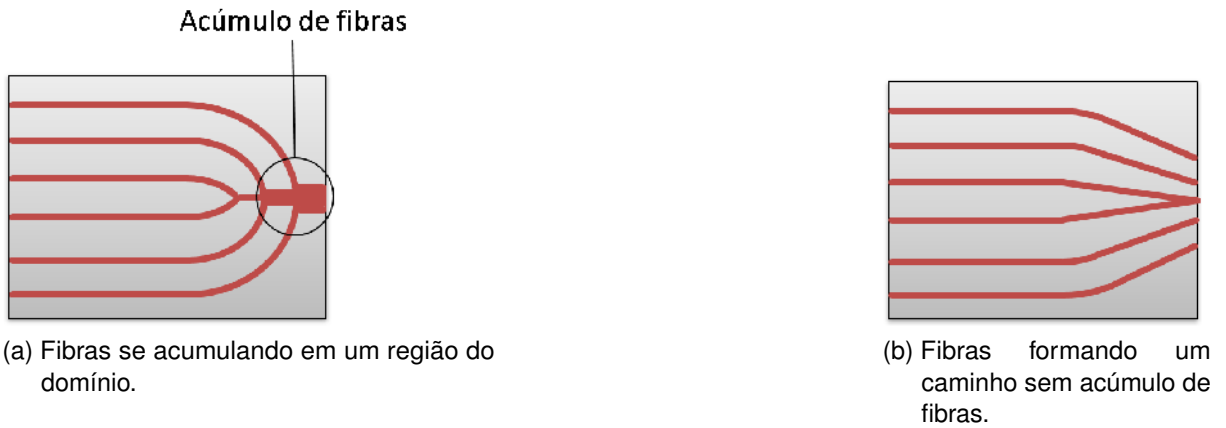 Acúmulo de fibras
(a) Fibras se acumulando em um região do
domínio.
(b) Fibras formando um
caminho sem acúmulo de
fibras.